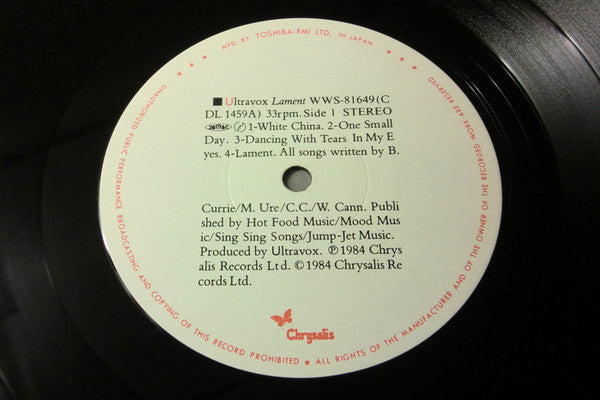 MFD BY TOSHIBA-EMI LTD. IN JAPAN
■ Ultravox Lament WWS-81649(C
DL 1459A) 33rpm. Side 1 STEREO
1-White China. 2-One Small
Day. 3-Dancing With Tears In My E
yes. 4-Lament. All songs written by B.
Currie/M. Ure/C.C./W. Cann. Publi
shed by Hot Food Music/Mood Mus
ic/Sing Sing Songs/Jump-Jet Music.
Produced by Ultravox. ℗1984 Chrys
alis Records Ltd. ©1984 Chrysalis Re
cords Ltd.
Chrysalis
UNAUTHORIZED PUBLIC PERFORMANCE BROADCASTING AND COPYING OF THIS RECORD PROHIBITED ★ ALL RIGHTS OF THE MANUFACTURER AND OF THE OWNER OF THE RECORDED WORK ARE RESERVED